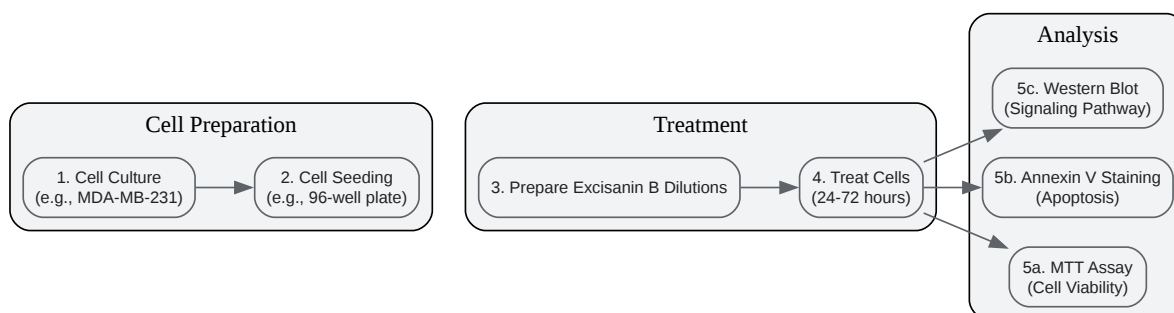 Cell Preparation
1. Cell Culture
(e.g., MDA-MB-231)
2. Cell Seeding
(e.g., 96-well plate)
Treatment
3. Prepare Excisanin B Dilutions
4. Treat Cells
(24-72 hours)
Analysis
5c. Western Blot
(Signaling Pathway)
5b. Annexin V Staining
(Apoptosis)
5a. MTT Assay
(Cell Viability)